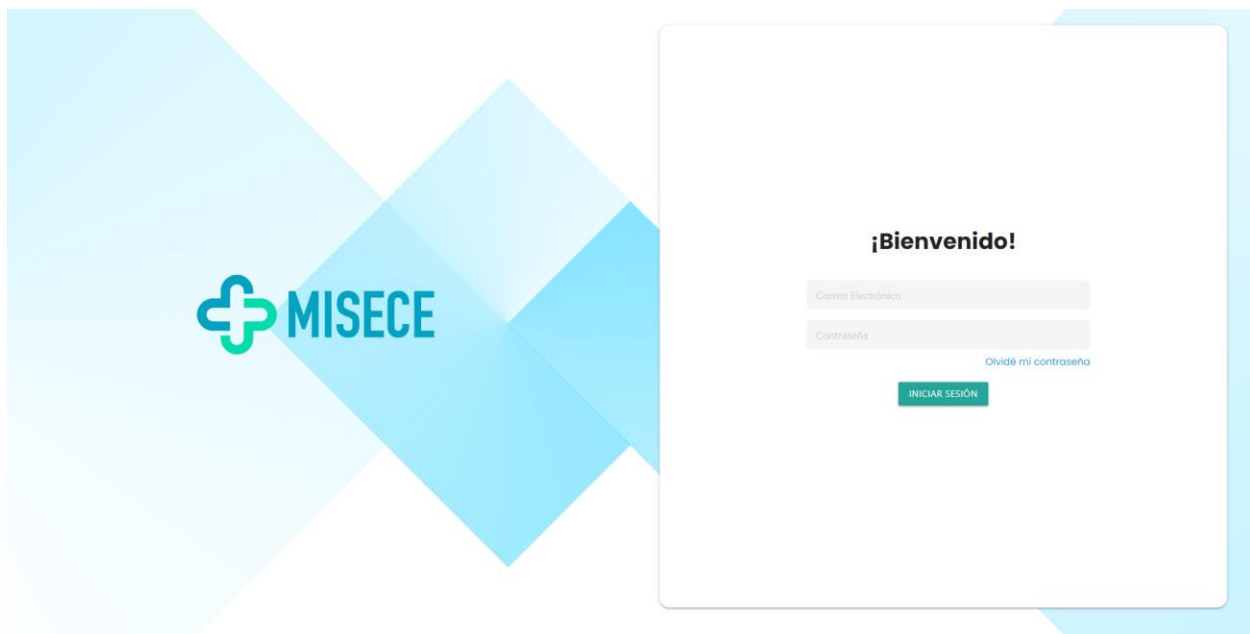 MISECE
¡Bienvenido!
Correo Electrónico
Contraseña
Olvidé mi contraseña
INICIAR SESIÓN